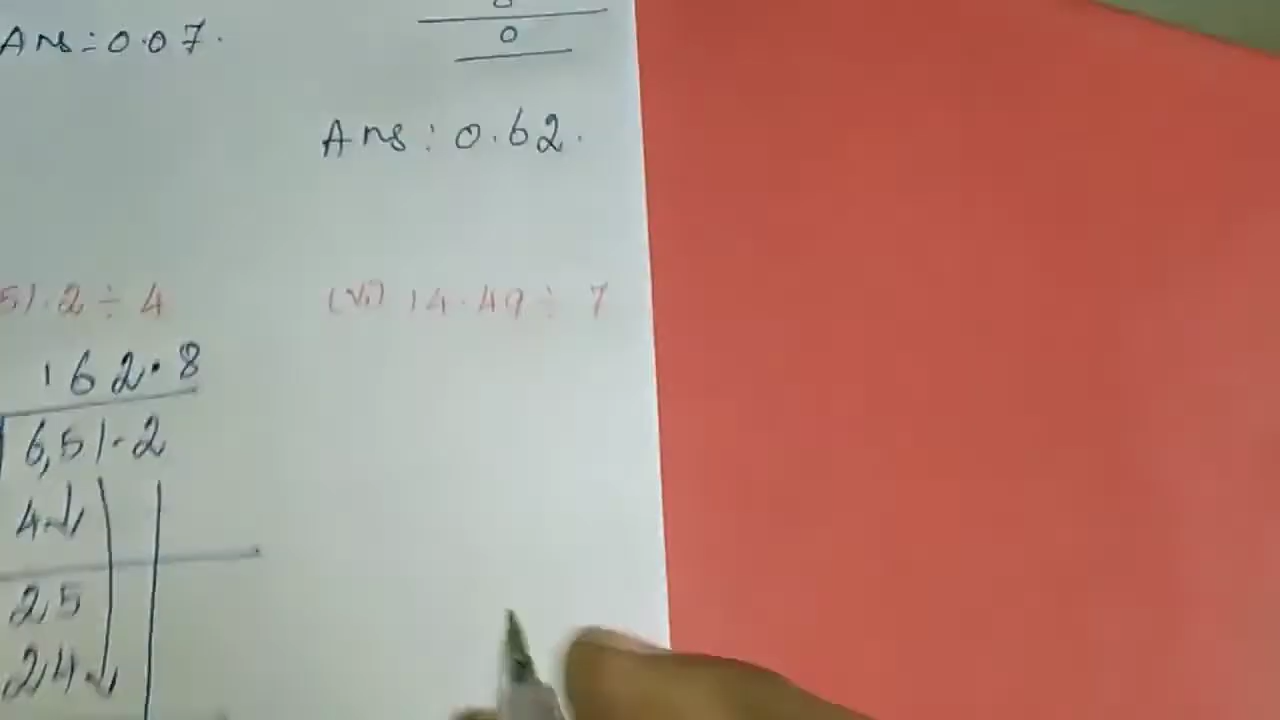 Ans: 0.07.
0
Ans: 0.62.
51.2 ÷ 4
(vi) 14.49 ÷ 7
162.8
6,51.2
4
25
24